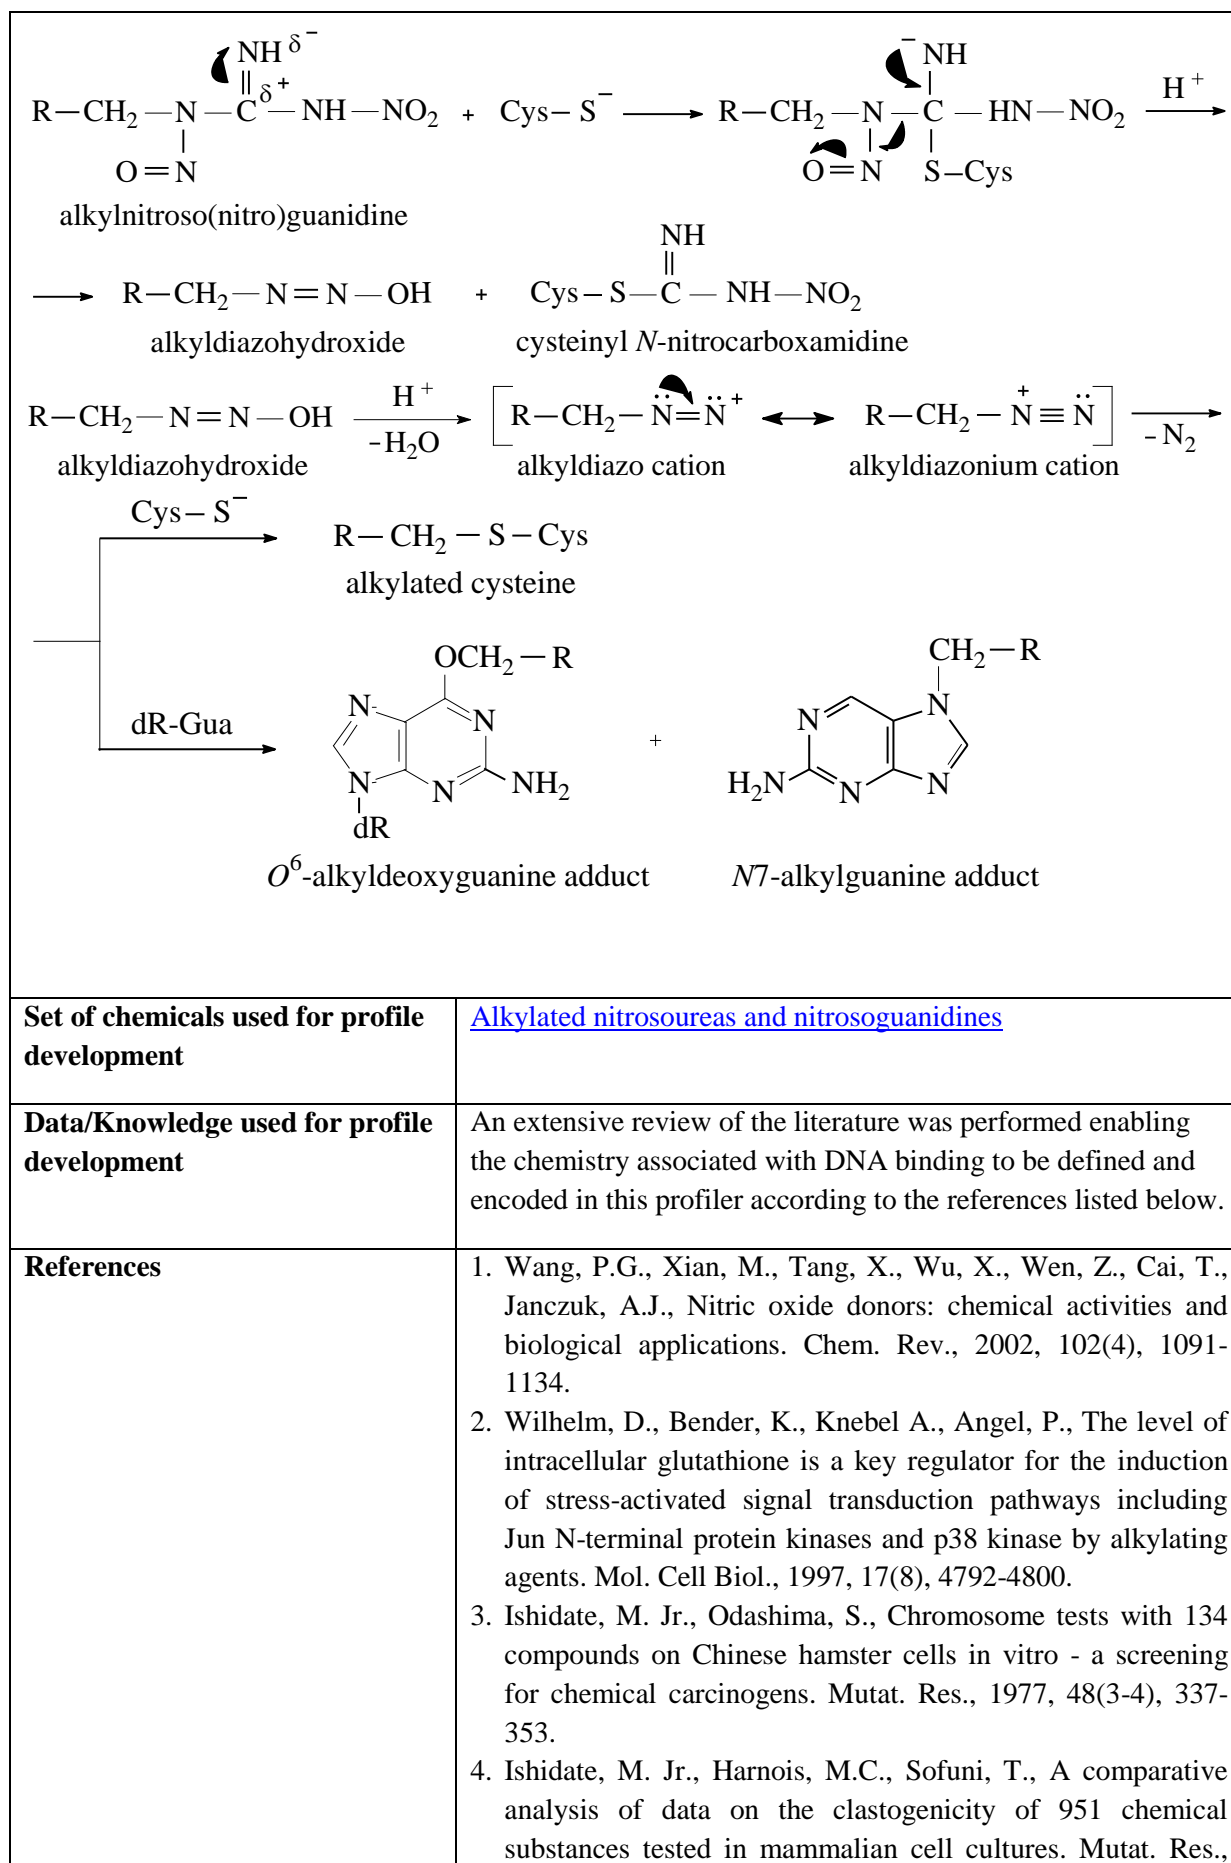 NH δ−
R−CH2−N−C δ+−NH−NO2 + Cys−S− → R−CH2−N−C−HN−NO2 H+ →
− NH
O=N
O=N S−Cys
alkylnitroso(nitro)guanidine
NH
→ R−CH2−N=N−OH + Cys−S−C−NH−NO2
alkyldiazohydroxide cysteinyl N-nitrocarboxamidine
R−CH2−N=N−OH H+ −H2O → [R−CH2−N̈=N̈+ ↔ R−CH2−N+≡N̈] −N2 →
alkyldiazohydroxide alkyldiazo cation alkyldiazonium cation
Cys−S−
R−CH2−S−Cys
alkylated cysteine
OCH2−R
CH2−R
dR-Gua
N N
+
N N
N N NH2
H2N N N
dR
O6-alkyldeoxyguanine adduct N7-alkylguanine adduct
Set of chemicals used for profile
development
Alkylated nitrosoureas and nitrosoguanidines
Data/Knowledge used for profile
development
An extensive review of the literature was performed enabling
the chemistry associated with DNA binding to be defined and
encoded in this profiler according to the references listed below.
References
1. Wang, P.G., Xian, M., Tang, X., Wu, X., Wen, Z., Cai, T.,
Janczuk, A.J., Nitric oxide donors: chemical activities and
biological applications. Chem. Rev., 2002, 102(4), 1091-
1134.
2. Wilhelm, D., Bender, K., Knebel A., Angel, P., The level of
intracellular glutathione is a key regulator for the induction
of stress-activated signal transduction pathways including
Jun N-terminal protein kinases and p38 kinase by alkylating
agents. Mol. Cell Biol., 1997, 17(8), 4792-4800.
3. Ishidate, M. Jr., Odashima, S., Chromosome tests with 134
compounds on Chinese hamster cells in vitro - a screening
for chemical carcinogens. Mutat. Res., 1977, 48(3-4), 337-
353.
4. Ishidate, M. Jr., Harnois, M.C., Sofuni, T., A comparative
analysis of data on the clastogenicity of 951 chemical
substances tested in mammalian cell cultures. Mutat. Res.,